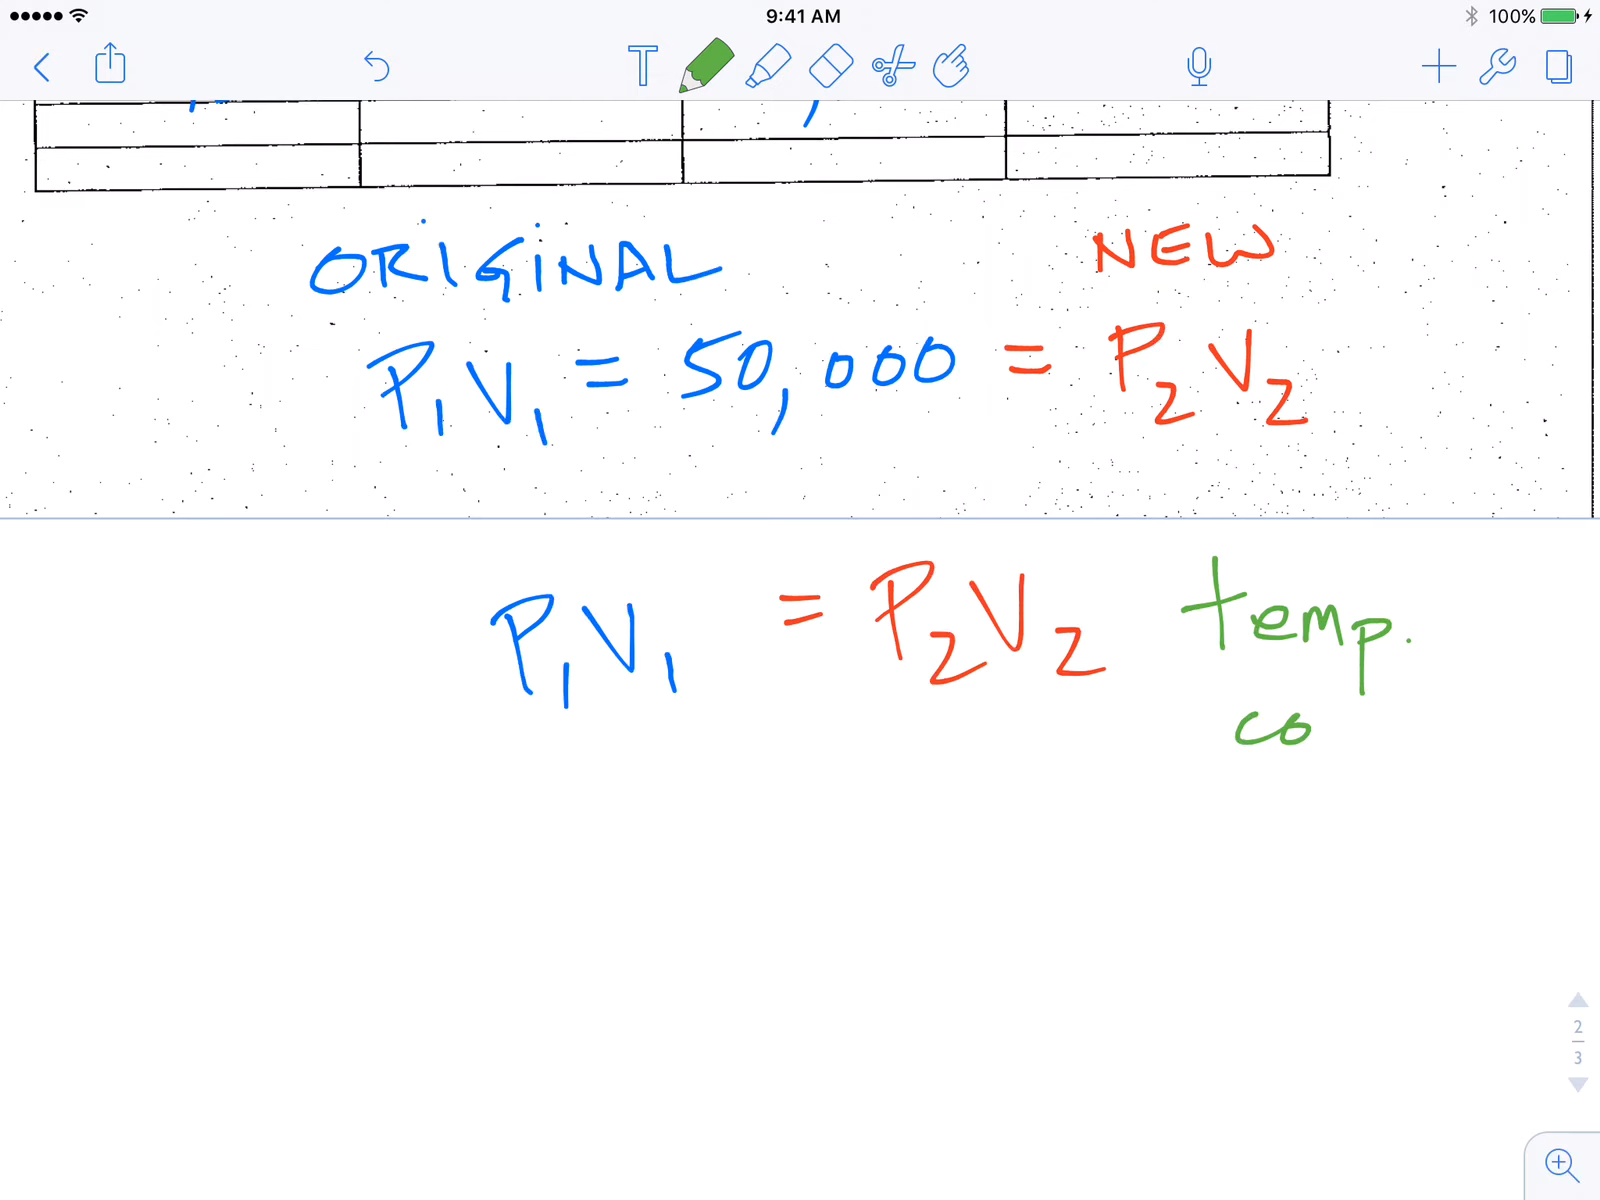 9:41 AM
100%
T
ORIGINAL
NEW
P₁V₁ = 50,000 = P₂V₂
P₁V₁ = P₂V₂ temp.
co
2
3